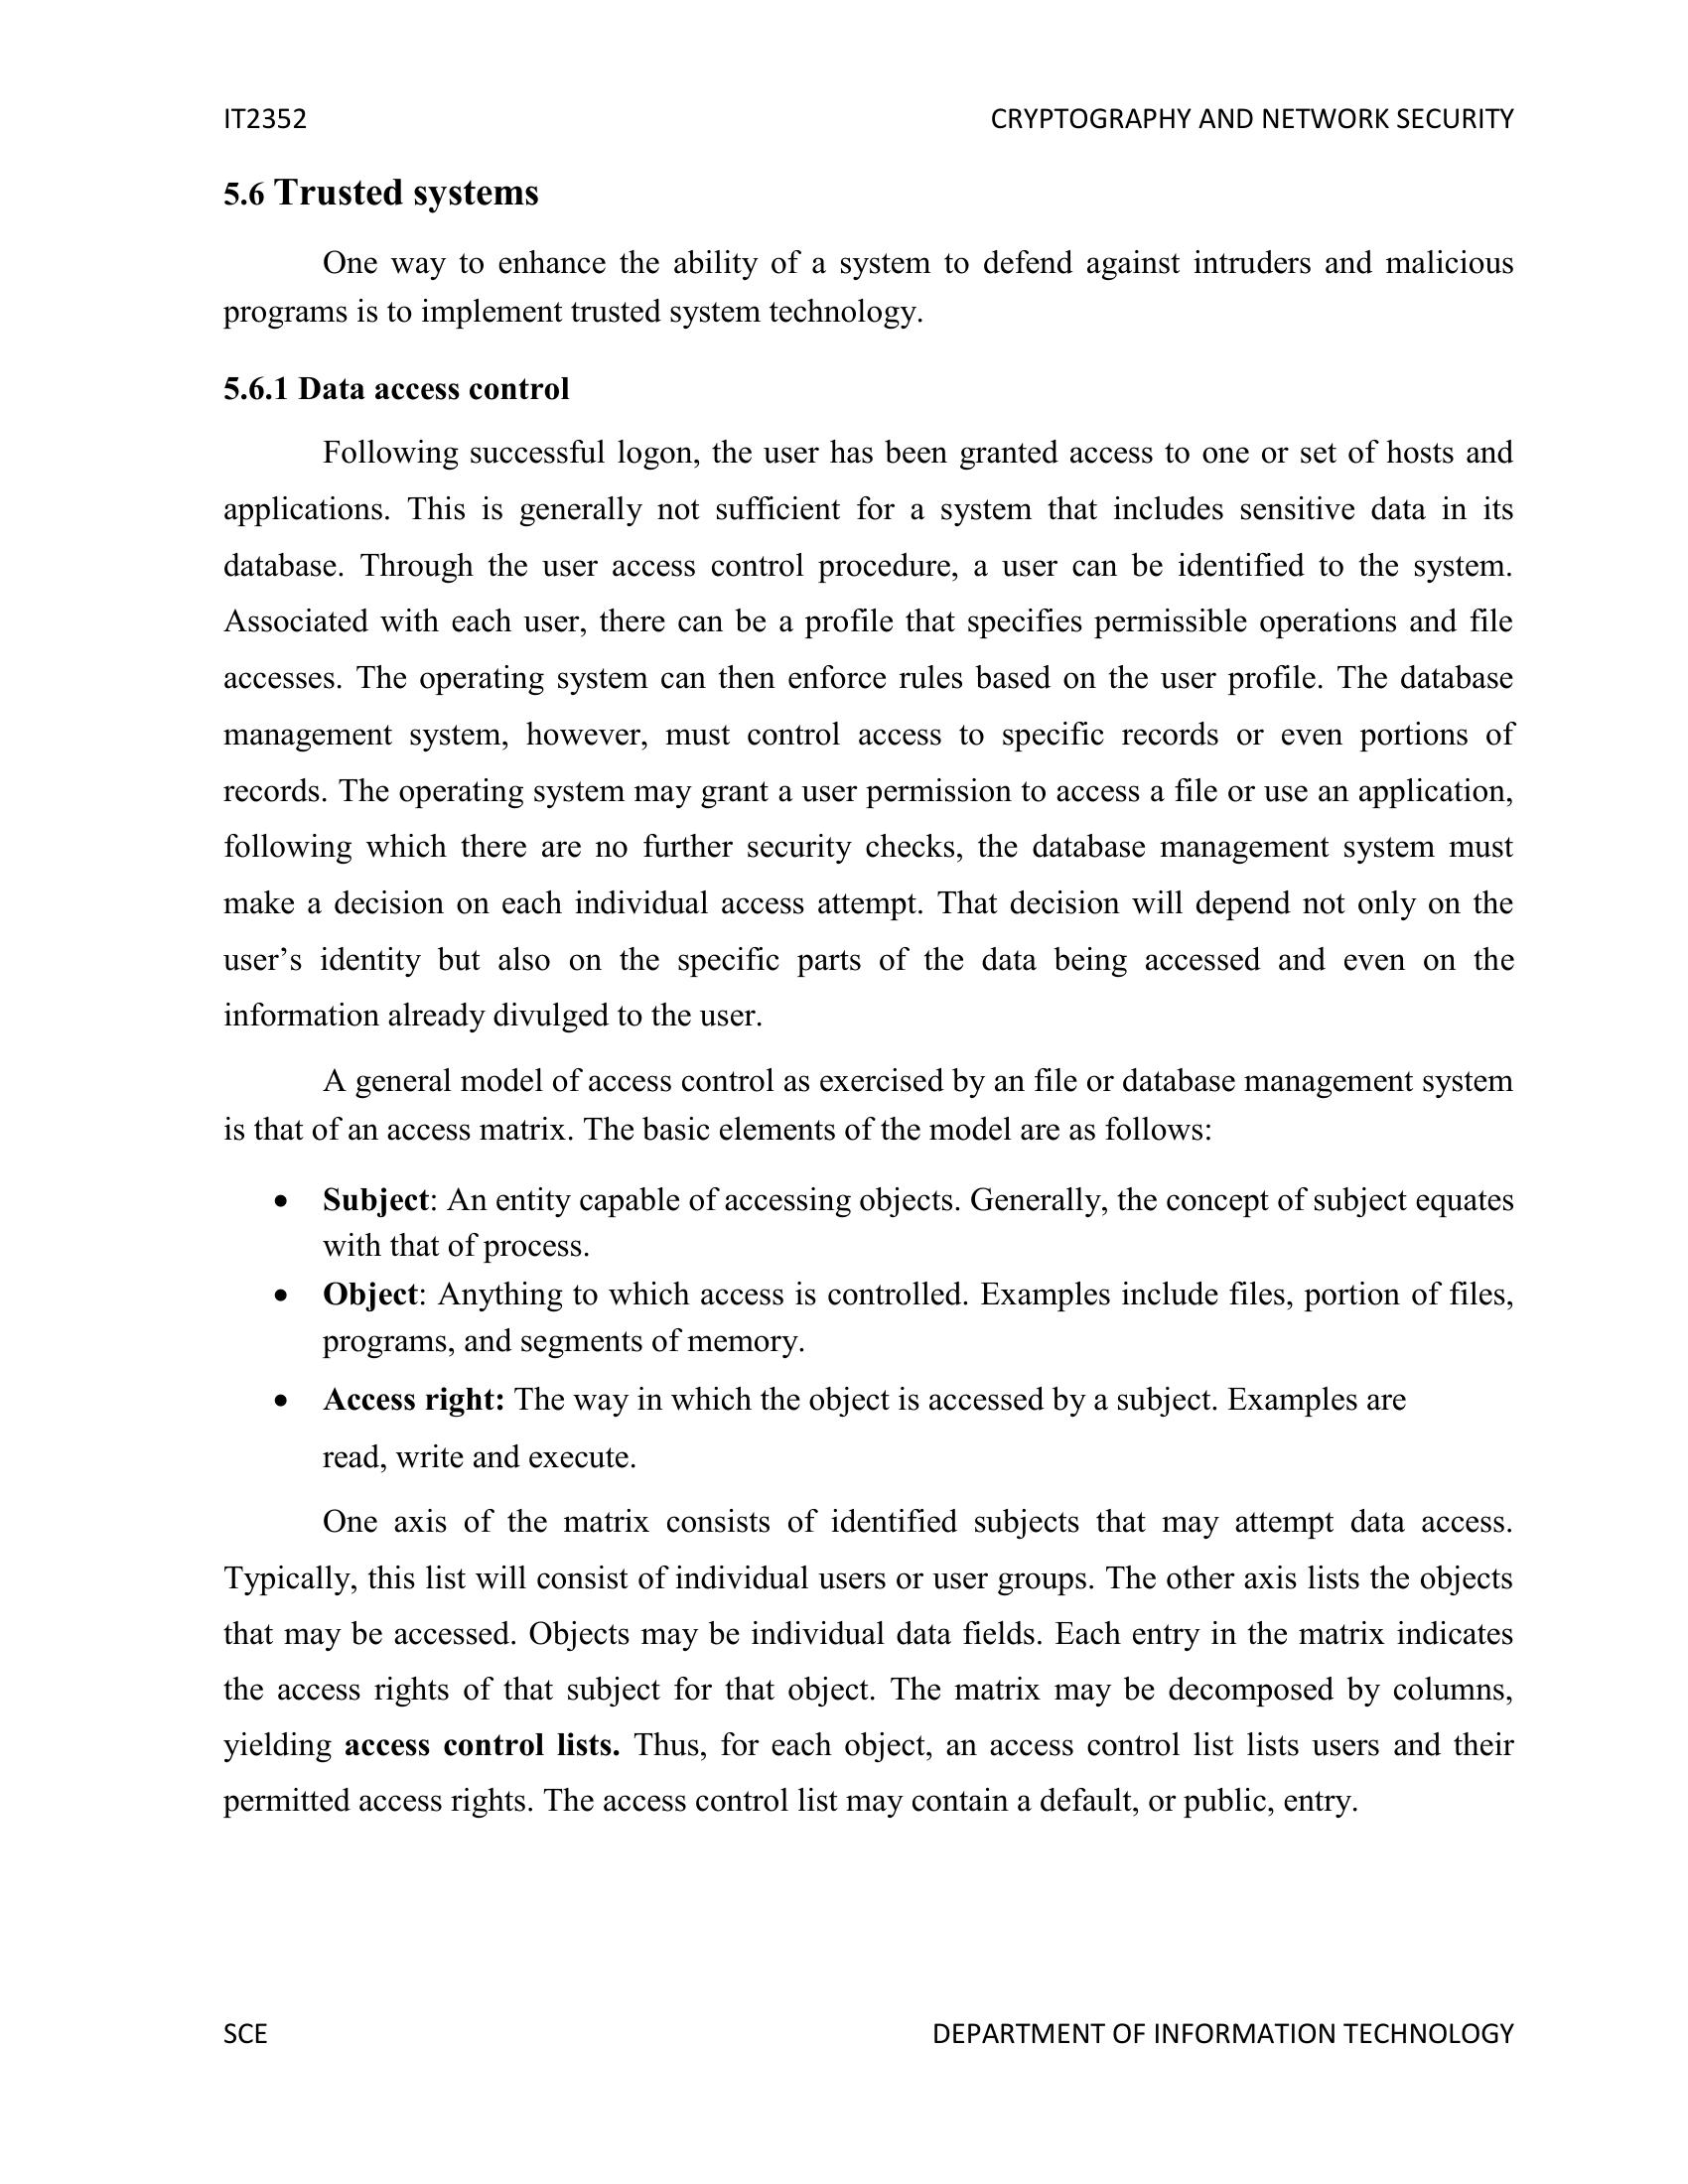 IT2352 CRYPTOGRAPHY AND NETWORK SECURITY
5.6 Trusted systems
One way to enhance the ability of a system to defend against intruders and malicious
programs is to implement trusted system technology.
5.6.1 Data access control
Following successful logon, the user has been granted access to one or set of hosts and
applications. This is generally not sufficient for a system that includes sensitive data in its
database. Through the user access control procedure, a user can be identified to the system.
Associated with each user, there can be a profile that specifies permissible operations and file
accesses. The operating system can then enforce rules based on the user profile. The database
management system, however, must control access to specific records or even portions of
records. The operating system may grant a user permission to access a file or use an application,
following which there are no further security checks, the database management system must
make a decision on each individual access attempt. That decision will depend not only on the
user’s identity but also on the specific parts of the data being accessed and even on the
information already divulged to the user.
A general model of access control as exercised by an file or database management system
is that of an access matrix. The basic elements of the model are as follows:
• Subject: An entity capable of accessing objects. Generally, the concept of subject equates
with that of process.
• Object: Anything to which access is controlled. Examples include files, portion of files,
programs, and segments of memory.
• Access right: The way in which the object is accessed by a subject. Examples are
read, write and execute.
One axis of the matrix consists of identified subjects that may attempt data access.
Typically, this list will consist of individual users or user groups. The other axis lists the objects
that may be accessed. Objects may be individual data fields. Each entry in the matrix indicates
the access rights of that subject for that object. The matrix may be decomposed by columns,
yielding access control lists. Thus, for each object, an access control list lists users and their
permitted access rights. The access control list may contain a default, or public, entry.
SCE DEPARTMENT OF INFORMATION TECHNOLOGY